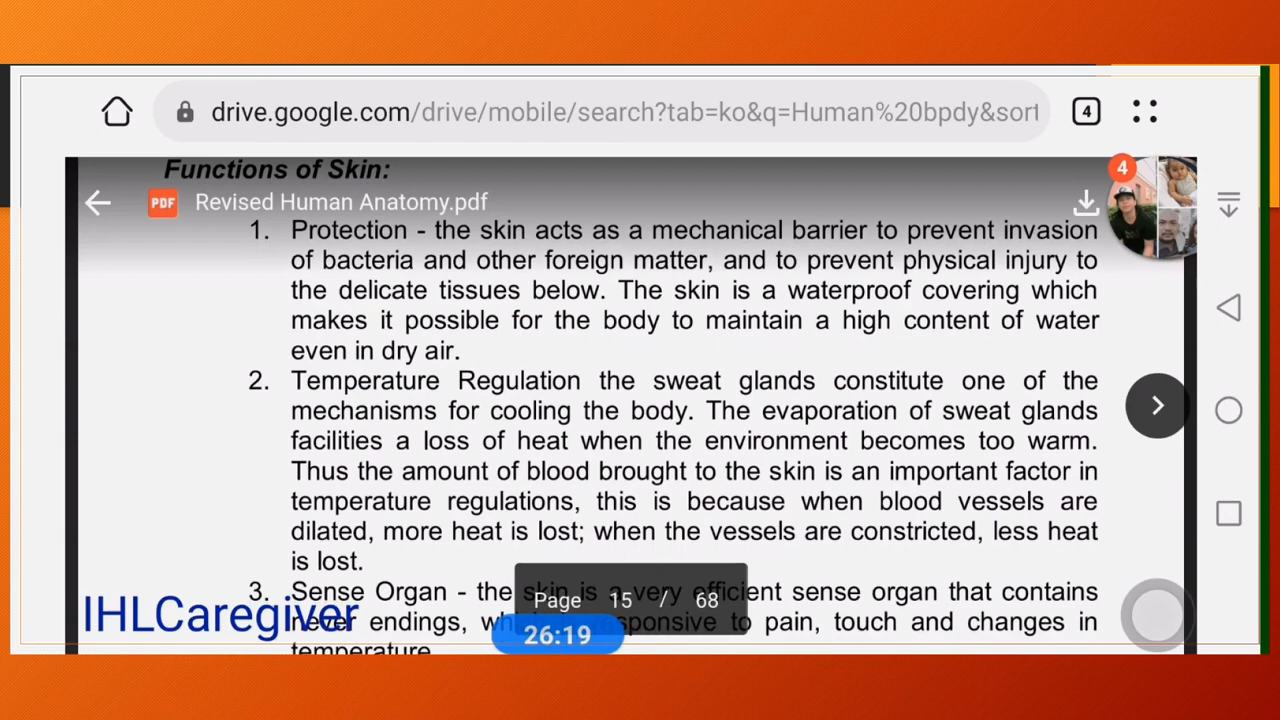 drive.google.com/drive/mobile/search?tab=ko&q=Human%20bpdy&sort
4
Functions of Skin:
4
PDF Revised Human Anatomy.pdf
1. Protection - the skin acts as a mechanical barrier to prevent invasion
of bacteria and other foreign matter, and to prevent physical injury to
the delicate tissues below. The skin is a waterproof covering which
makes it possible for the body to maintain a high content of water
even in dry air.
2. Temperature Regulation the sweat glands constitute one of the
mechanisms for cooling the body. The evaporation of sweat glands
facilities a loss of heat when the environment becomes too warm.
Thus the amount of blood brought to the skin is an important factor in
temperature regulations, this is because when blood vessels are
dilated, more heat is lost; when the vessels are constricted, less heat
is lost.
3. Sense Organ - the skin is a very efficient sense organ that contains
Page 15 / 68
IHLCaregiver
never endings, responsive to pain, touch and changes in
26:19
temperature